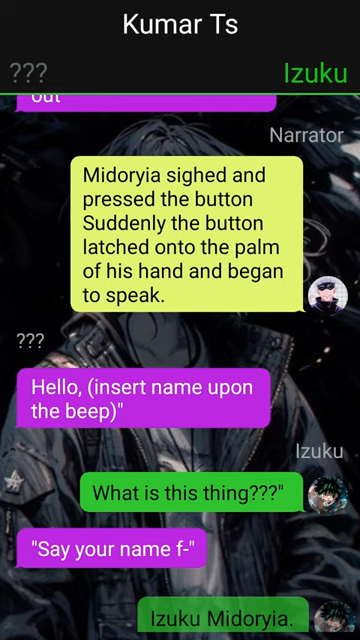 Kumar Ts
??? Izuku
out
Narrator
Midoryia sighed and
pressed the button
Suddenly the button
latched onto the palm
of his hand and began
to speak.
???
Hello, (insert name upon
the beep)"
Izuku
What is this thing???"
"Say your name f-"
Izuku Midoryia.